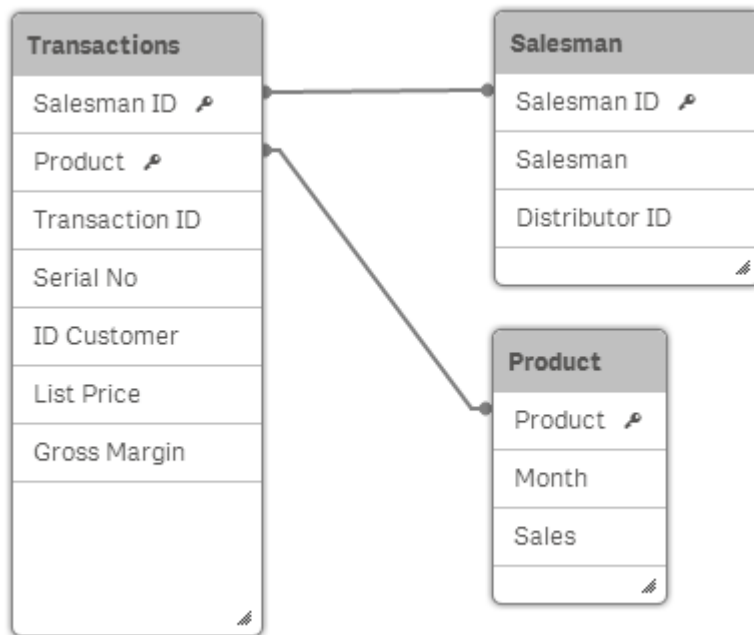 Transactions
Salesman ID
Product
Transaction ID
Serial No
ID Customer
List Price
Gross Margin
Salesman
Salesman ID
Salesman
Distributor ID
Product
Product
Month
Sales